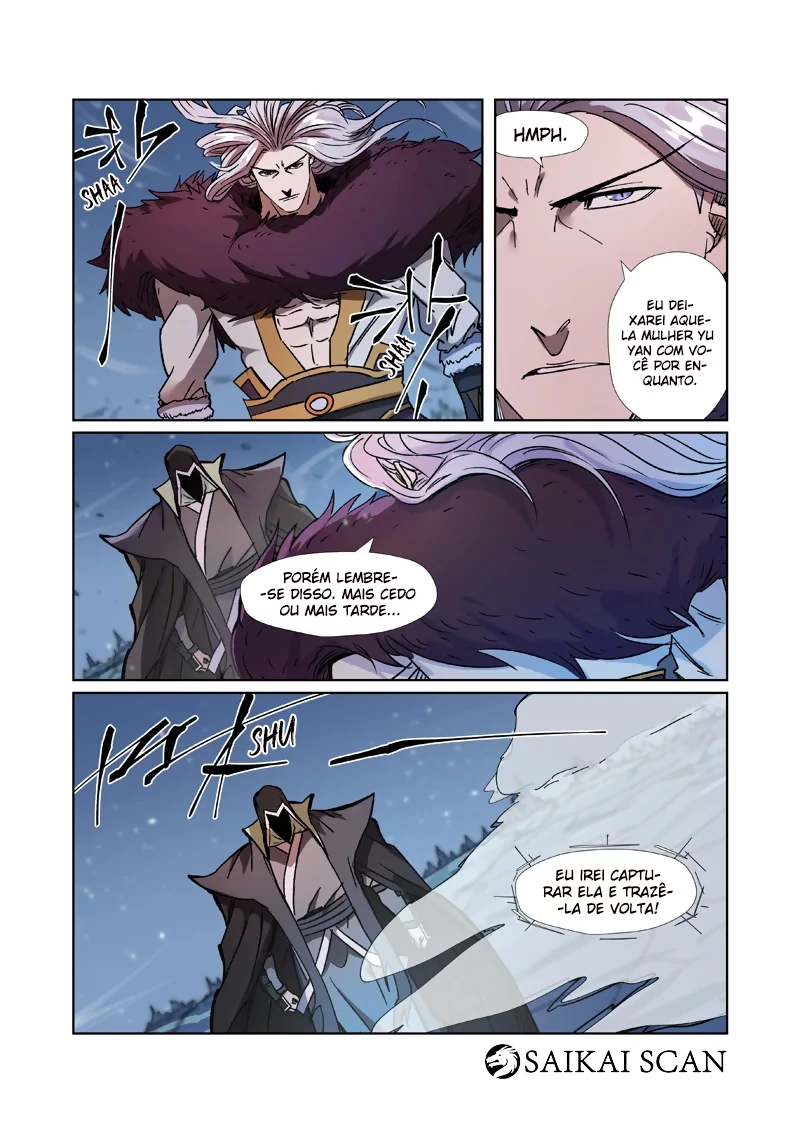 SHAA
SHAA
HMPH.
EU DEI-
XAREI AQUE-
LA MULHER YU
YAN COM VO-
CÊ POR EN-
QUANTO.
PORÉM LEMBRE-
-SE DISSO. MAIS CEDO
OU MAIS TARDE...
SHU
EU IREI CAPTU-
RAR ELA E TRAZÊ-
-LA DE VOLTA!
SAIKAI SCAN